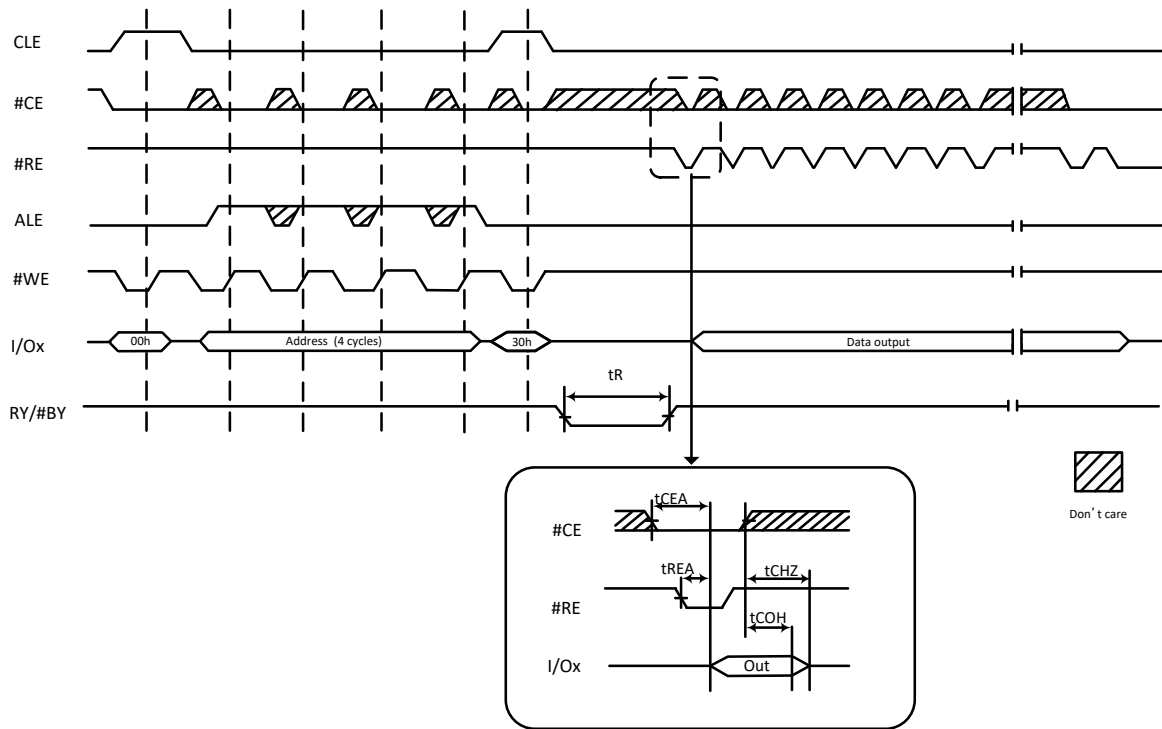 CLE
#CE
#RE
ALE
#WE
I/Ox
00h
Address (4 cycles)
30h
Data output
tR
RY/#BY
Don't care
tCEA
#CE
tREA
tCHZ
#RE
tCOH
I/Ox
Out